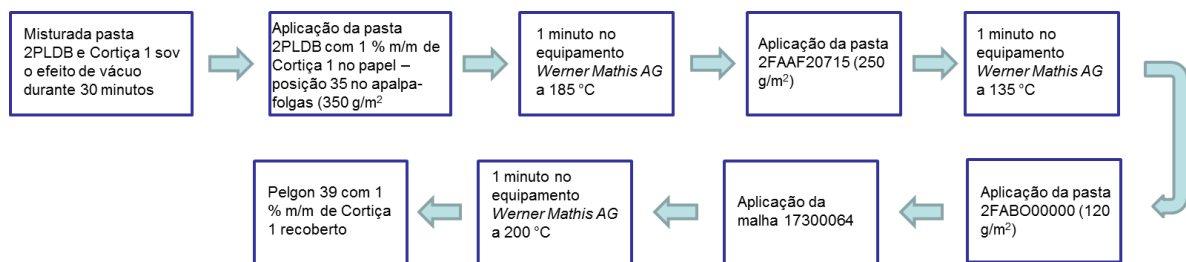 Misturada pasta
2PLDB e Cortiça 1 sov
o efeito de vácuo
durante 30 minutos
Aplicação da pasta
2PLDB com 1 % m/m de
Cortiça 1 no papel –
posição 35 no apalpa-
folgas (350 g/m²
1 minuto no
equipamento
Werner Mathis AG
a 185 °C
Aplicação da pasta
2FAAF20715 (250
g/m²)
1 minuto no
equipamento
Werner Mathis AG
a 135 °C
Aplicação da pasta
2FABO00000 (120
g/m²)
Aplicação da
malha 17300064
1 minuto no
equipamento
Werner Mathis AG
a 200 °C
Pelgon 39 com 1
% m/m de Cortiça
1 recoberto